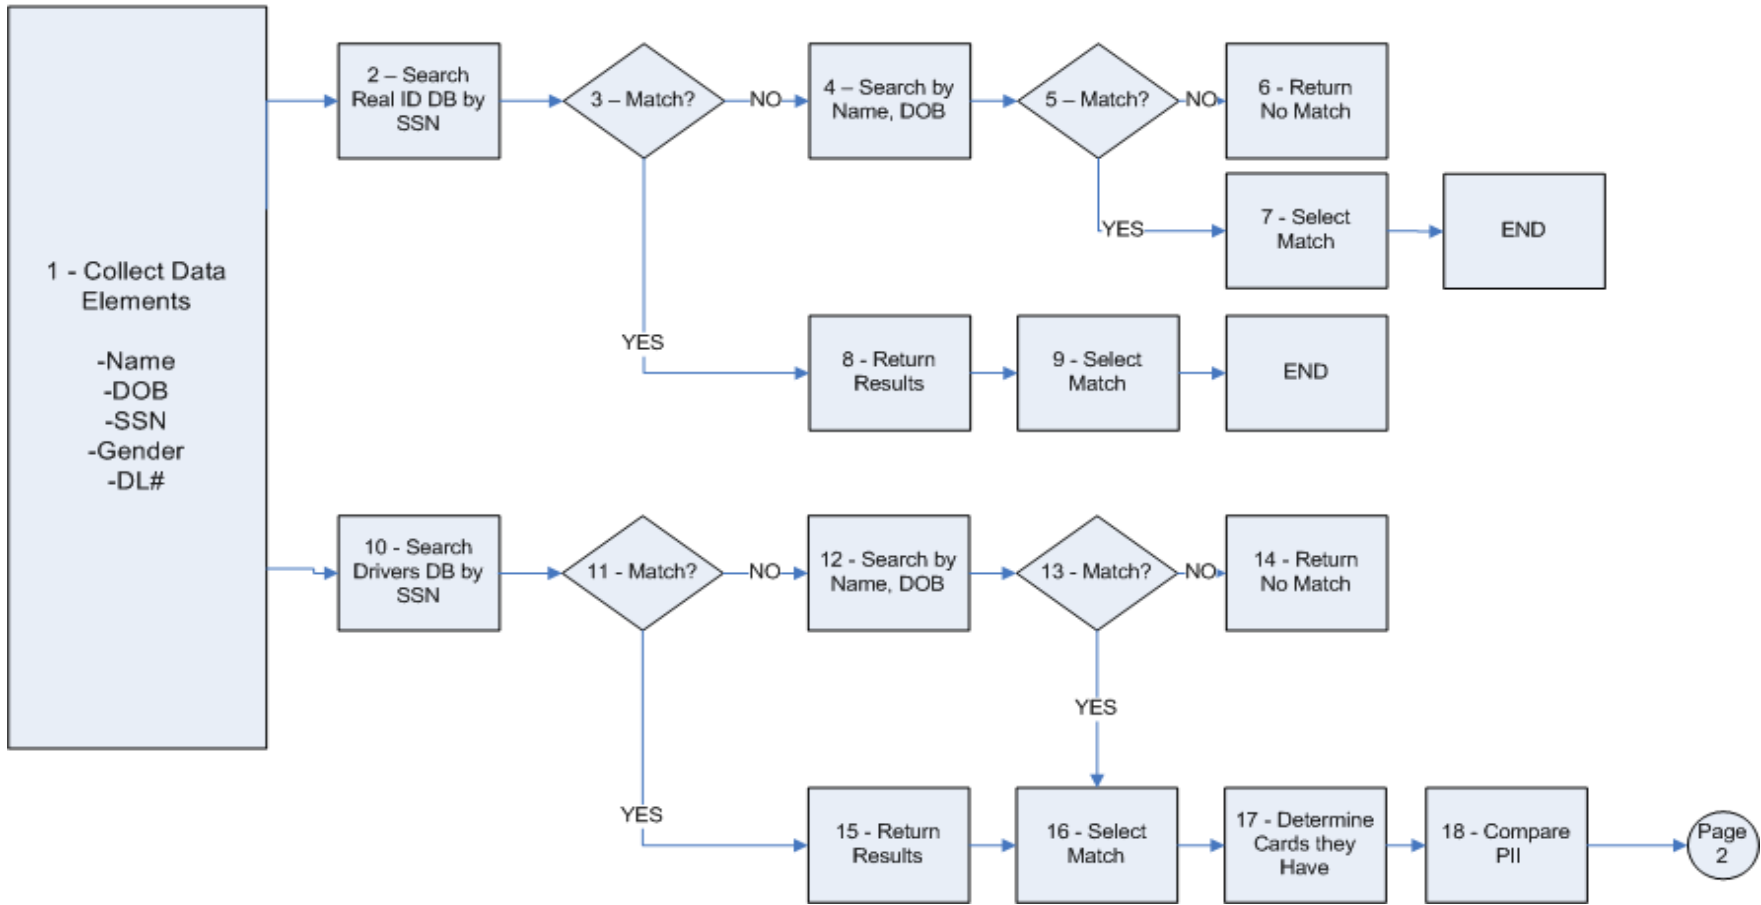 1 - Collect Data
Elements
-Name
-DOB
-SSN
-Gender
-DL#
2 – Search
Real ID DB by
SSN
3 – Match?
NO
4 – Search by
Name, DOB
5 – Match?
NO
6 - Return
No Match
YES
7 - Select
Match
END
YES
8 - Return
Results
9 - Select
Match
END
10 - Search
Drivers DB by
SSN
11 - Match?
NO
12 - Search by
Name, DOB
13 - Match?
NO
14 - Return
No Match
YES
YES
15 - Return
Results
16 - Select
Match
17 - Determine
Cards they
Have
18 - Compare
PII
Page
2